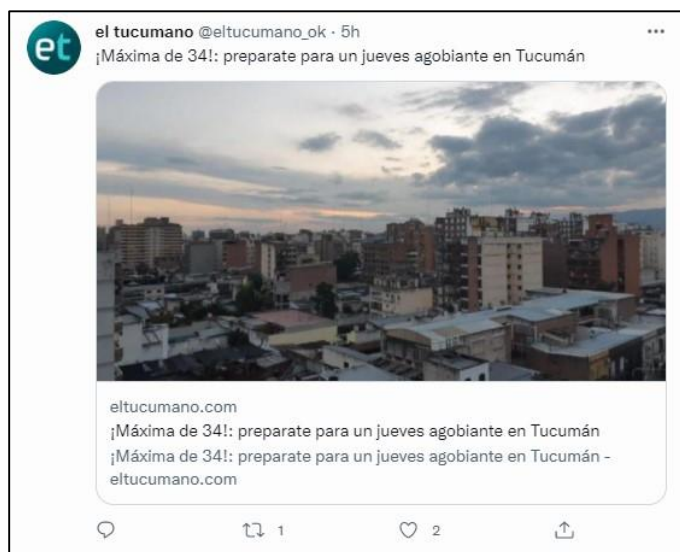 et
el tucumano @eltucumano_ok · 5h
¡Máxima de 34!: preparate para un jueves agobiante en Tucumán
eltucumano.com
¡Máxima de 34!: preparate para un jueves agobiante en Tucumán
¡Máxima de 34!: preparate para un jueves agobiante en Tucumán -
eltucumano.com
1
2